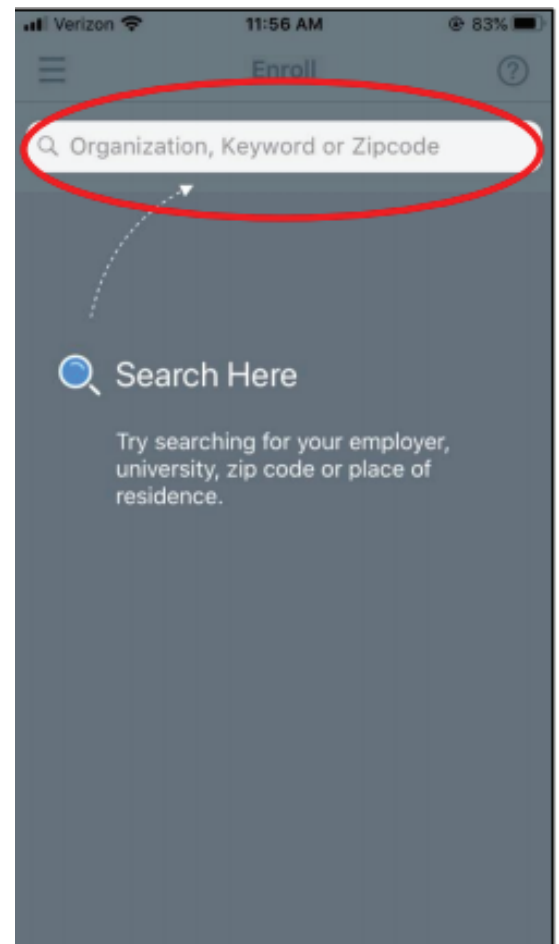 Verizon 11:56 AM 83%
Enroll ?
Organization, Keyword or Zipcode
Search Here
Try searching for your employer,
university, zip code or place of
residence.